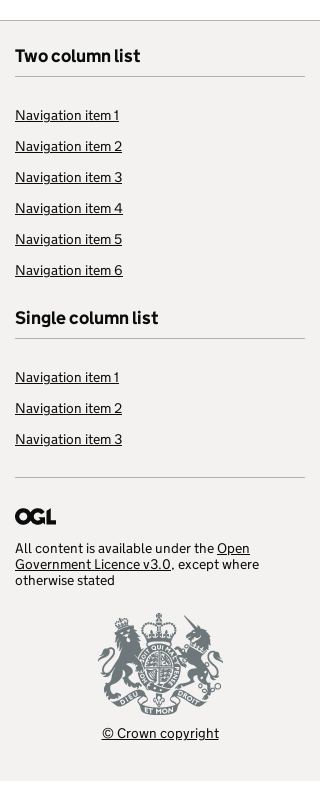 Two column list
Navigation item 1
Navigation item 2
Navigation item 3
Navigation item 4
Navigation item 5
Navigation item 6
Single column list
Navigation item 1
Navigation item 2
Navigation item 3
OGL
All content is available under the Open
Government Licence v3.0, except where
otherwise stated
DIEU ET MON DROIT
© Crown copyright